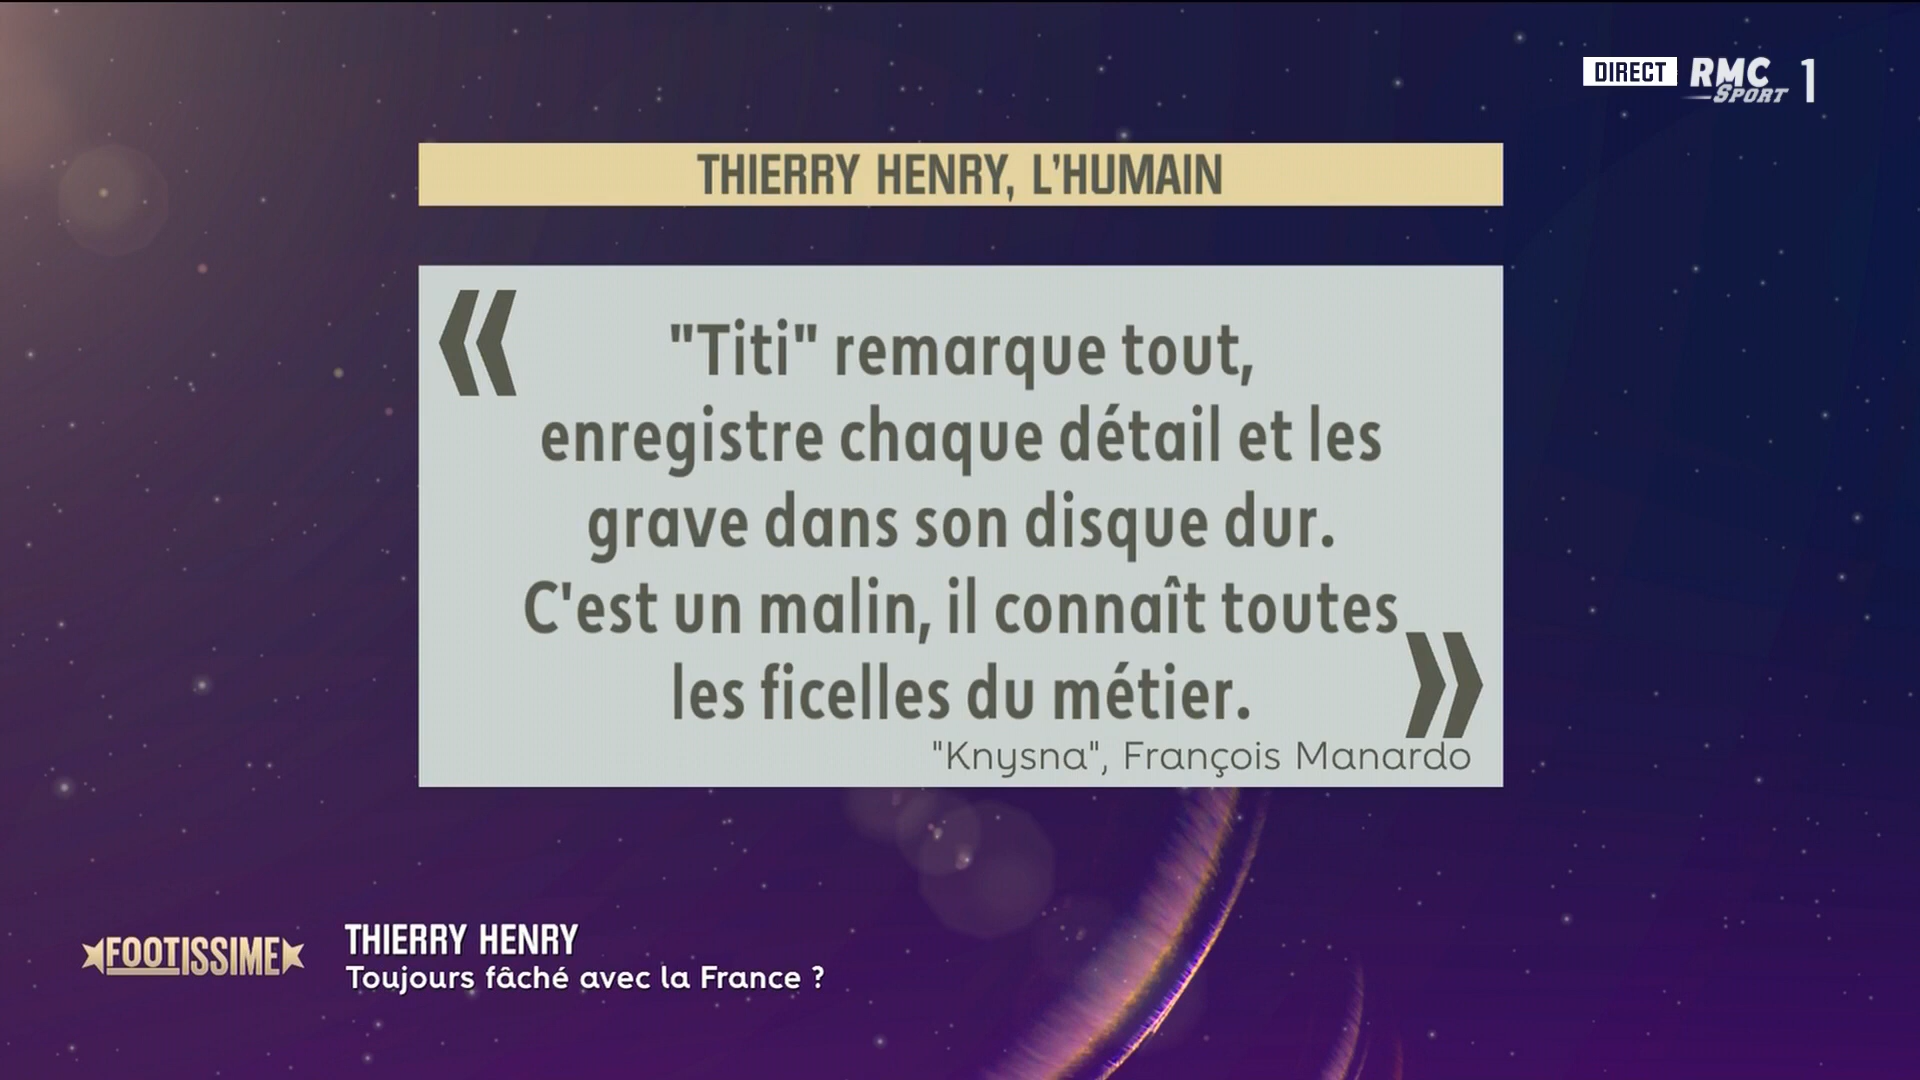 DIRECT RMC SPORT 1
THIERRY HENRY, L'HUMAIN
« "Titi" remarque tout,
enregistre chaque détail et les
grave dans son disque dur.
C'est un malin, il connaît toutes
les ficelles du métier. »
"Knysna", François Manardo
FOOTISSIME
THIERRY HENRY
Toujours fâché avec la France ?